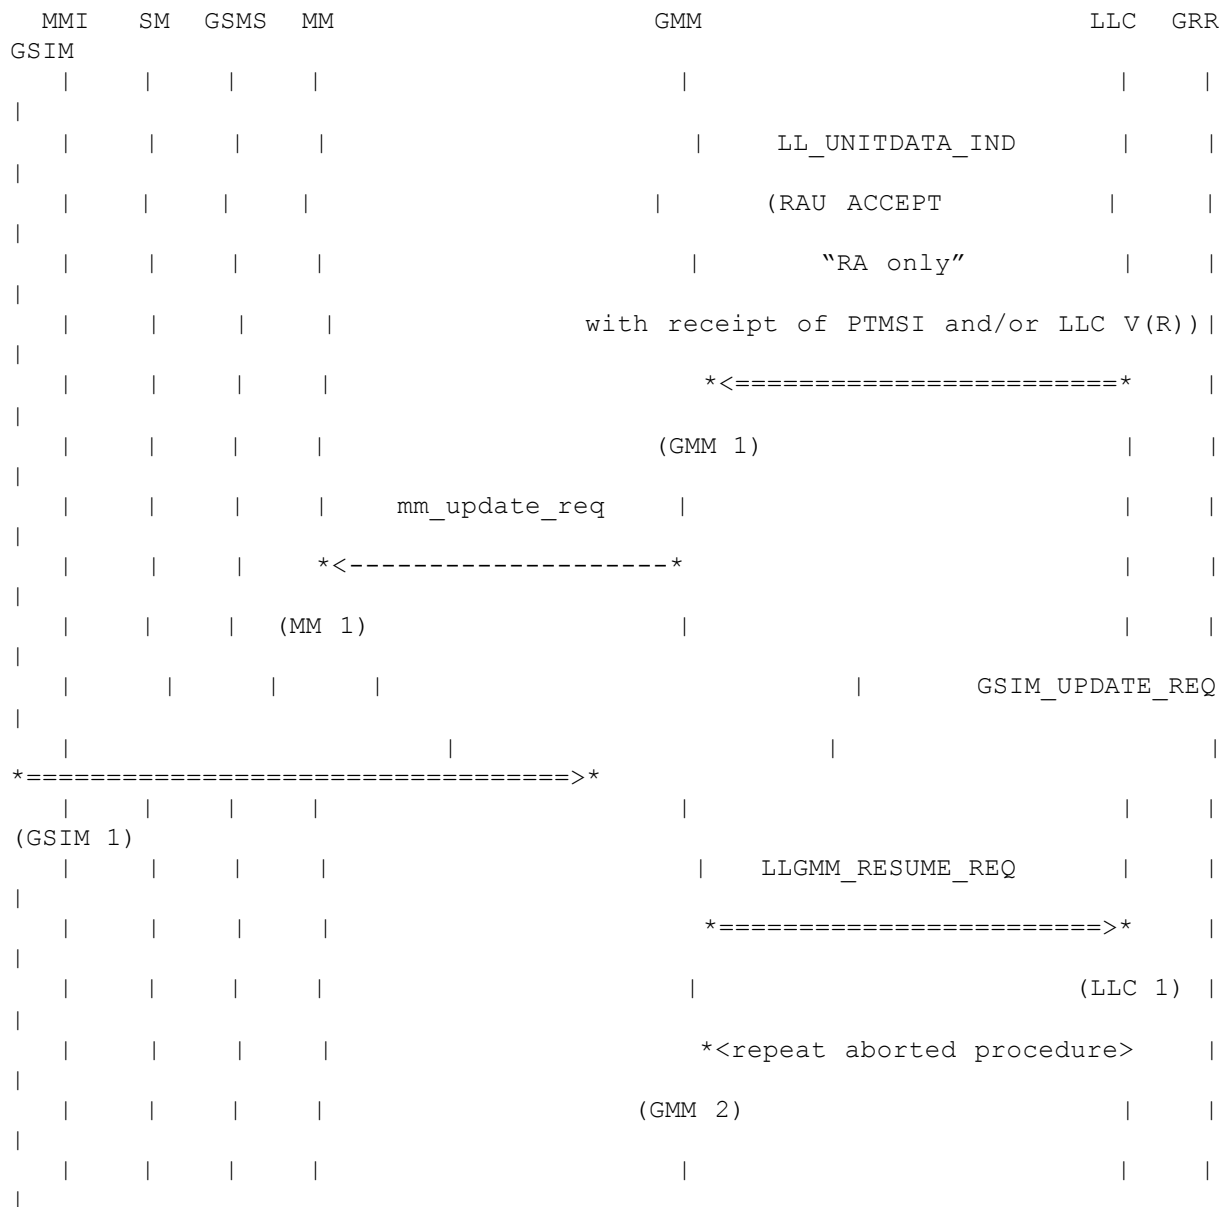 MMI SM GSMS MM GMM LLC GRR
GSIM
| | | | | | |
|
| | | | | LL_UNITDATA_IND | |
|
| | | | | (RAU ACCEPT | |
|
| | | | | “RA only” | |
|
| | | | with receipt of PTMSI and/or LLC V(R))|
|
| | | | *<========================* |
|
| | | | (GMM 1) | |
|
| | | | mm_update_req | | |
|
| | | *<--------------------* | |
|
| | | (MM 1) | | |
|
| | | | | GSIM_UPDATE_REQ
|
| | | |
*==================================>*
| | | | | | |
(GSIM 1)
| | | | | LLGMM_RESUME_REQ | |
|
| | | | *========================>* |
|
| | | | | (LLC 1) |
|
| | | | *<repeat aborted procedure> |
|
| | | | (GMM 2) | |
|
| | | | | | |
|